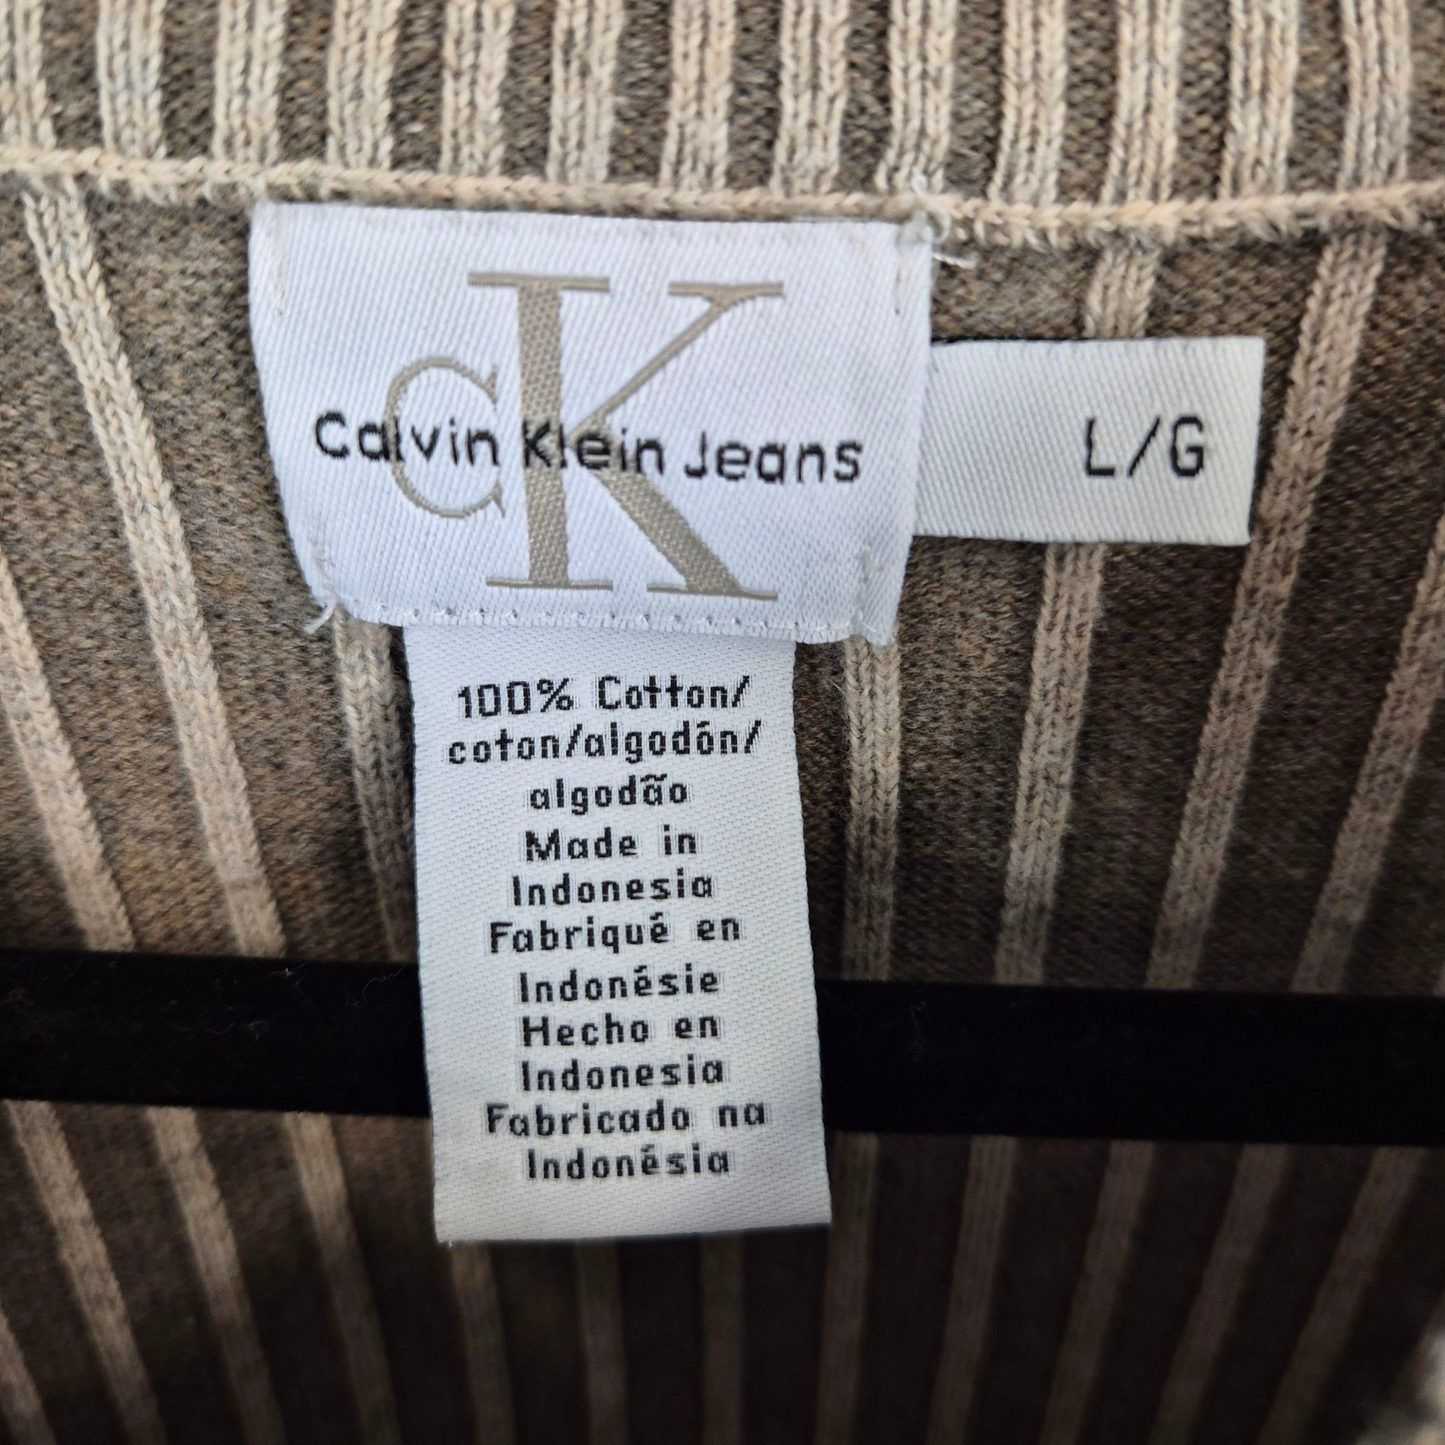 CK
Calvin Klein Jeans
L/G
100% Cotton/
coton/algodón/
algodão
Made in
Indonesia
Fabriqué en
Indonésie
Hecho en
Indonesia
Fabricado na
Indonésia